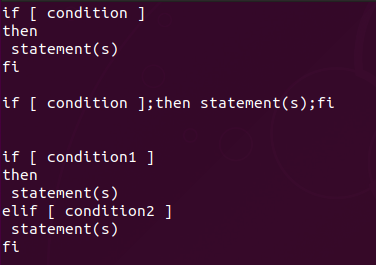 if [ condition ]
then
 statement(s)
fi

if [ condition ];then statement(s);fi


if [ condition1 ]
then
 statement(s)
elif [ condition2 ]
 statement(s)
fi